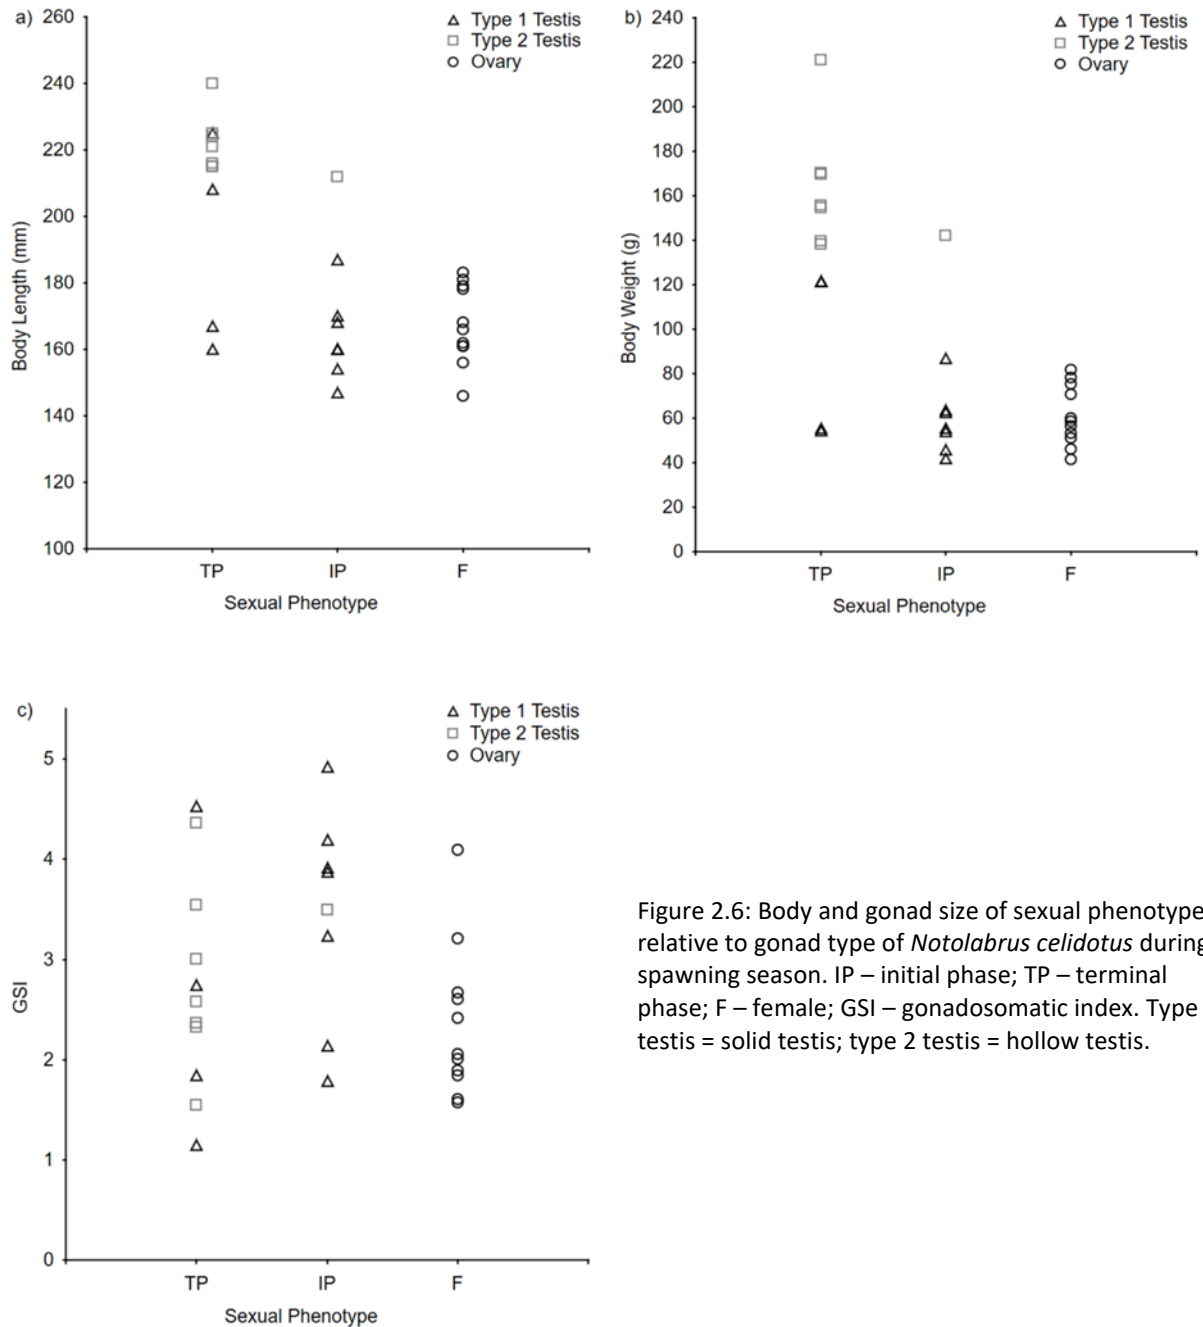 a)
260
240
220
200
180
160
140
120
100
Body Length (mm)
△ Type 1 Testis
□ Type 2 Testis
○ Ovary
TP IP F
Sexual Phenotype
b)
240
220
200
180
160
140
120
100
80
60
40
20
0
Body Weight (g)
△ Type 1 Testis
□ Type 2 Testis
○ Ovary
TP IP F
Sexual Phenotype
c)
5
4
3
2
1
0
GSI
△ Type 1 Testis
□ Type 2 Testis
○ Ovary
TP IP F
Sexual Phenotype
Figure 2.6: Body and gonad size of sexual phenotype
relative to gonad type of Notolabrus celidotus during
spawning season. IP – initial phase; TP – terminal
phase; F – female; GSI – gonadosomatic index. Type
testis = solid testis; type 2 testis = hollow testis.